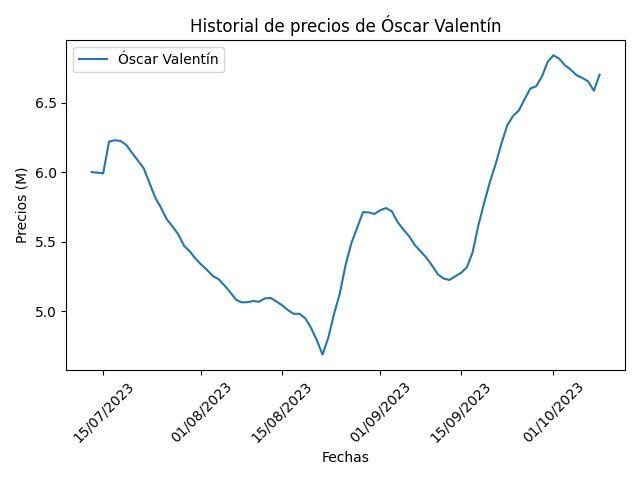 Historial de precios de Óscar Valentín
Óscar Valentín
Precios (M)
6.5
6.0
5.5
5.0
15/07/2023
01/08/2023
15/08/2023
01/09/2023
15/09/2023
01/10/2023
Fechas